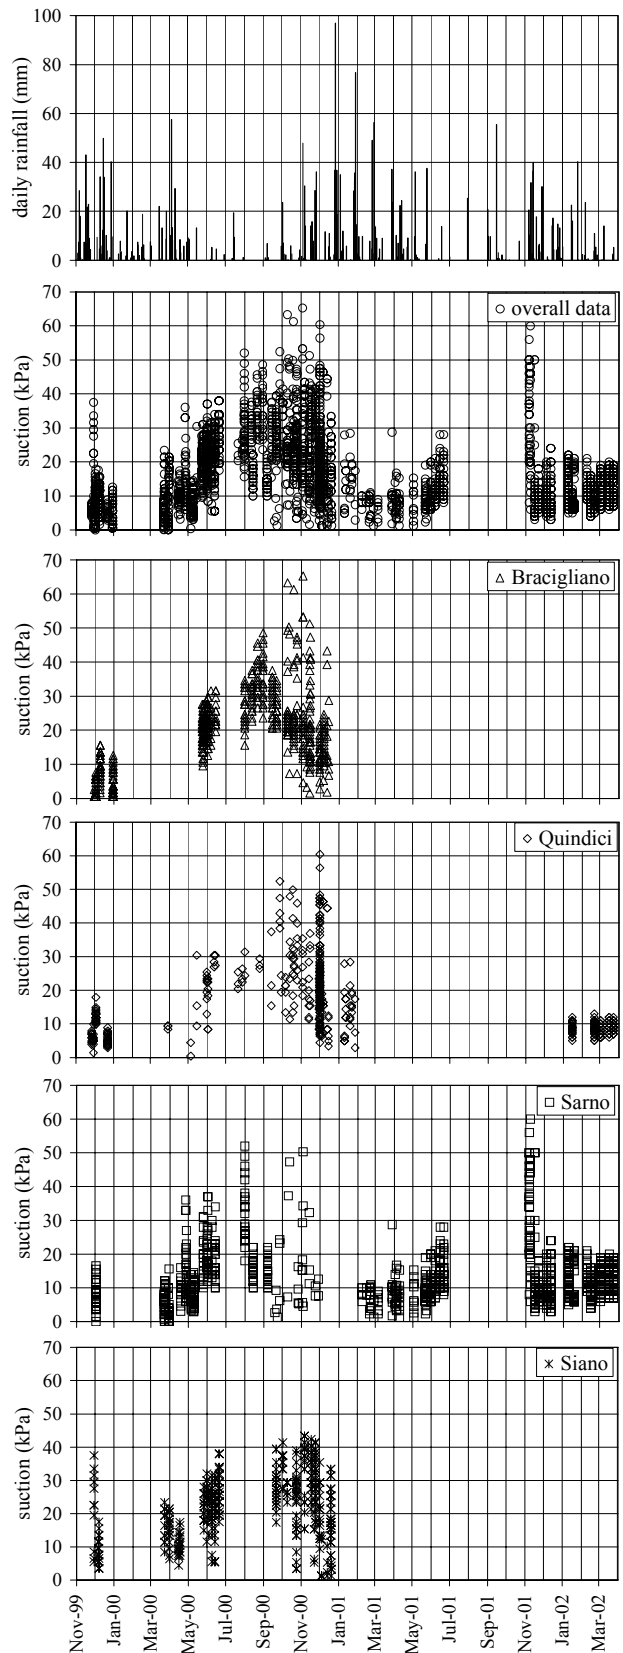 100
80
60
40
20
0
daily rainfall (mm)
70
60
50
40
30
20
10
0
suction (kPa)
overall data
70
60
50
40
30
20
10
0
suction (kPa)
Bracigliano
70
60
50
40
30
20
10
0
suction (kPa)
Quindici
70
60
50
40
30
20
10
0
suction (kPa)
Sarno
70
60
50
40
30
20
10
0
suction (kPa)
Siano
Nov-99
Jan-00
Mar-00
May-00
Jul-00
Sep-00
Nov-00
Jan-01
Mar-01
May-01
Jul-01
Sep-01
Nov-01
Jan-02
Mar-02